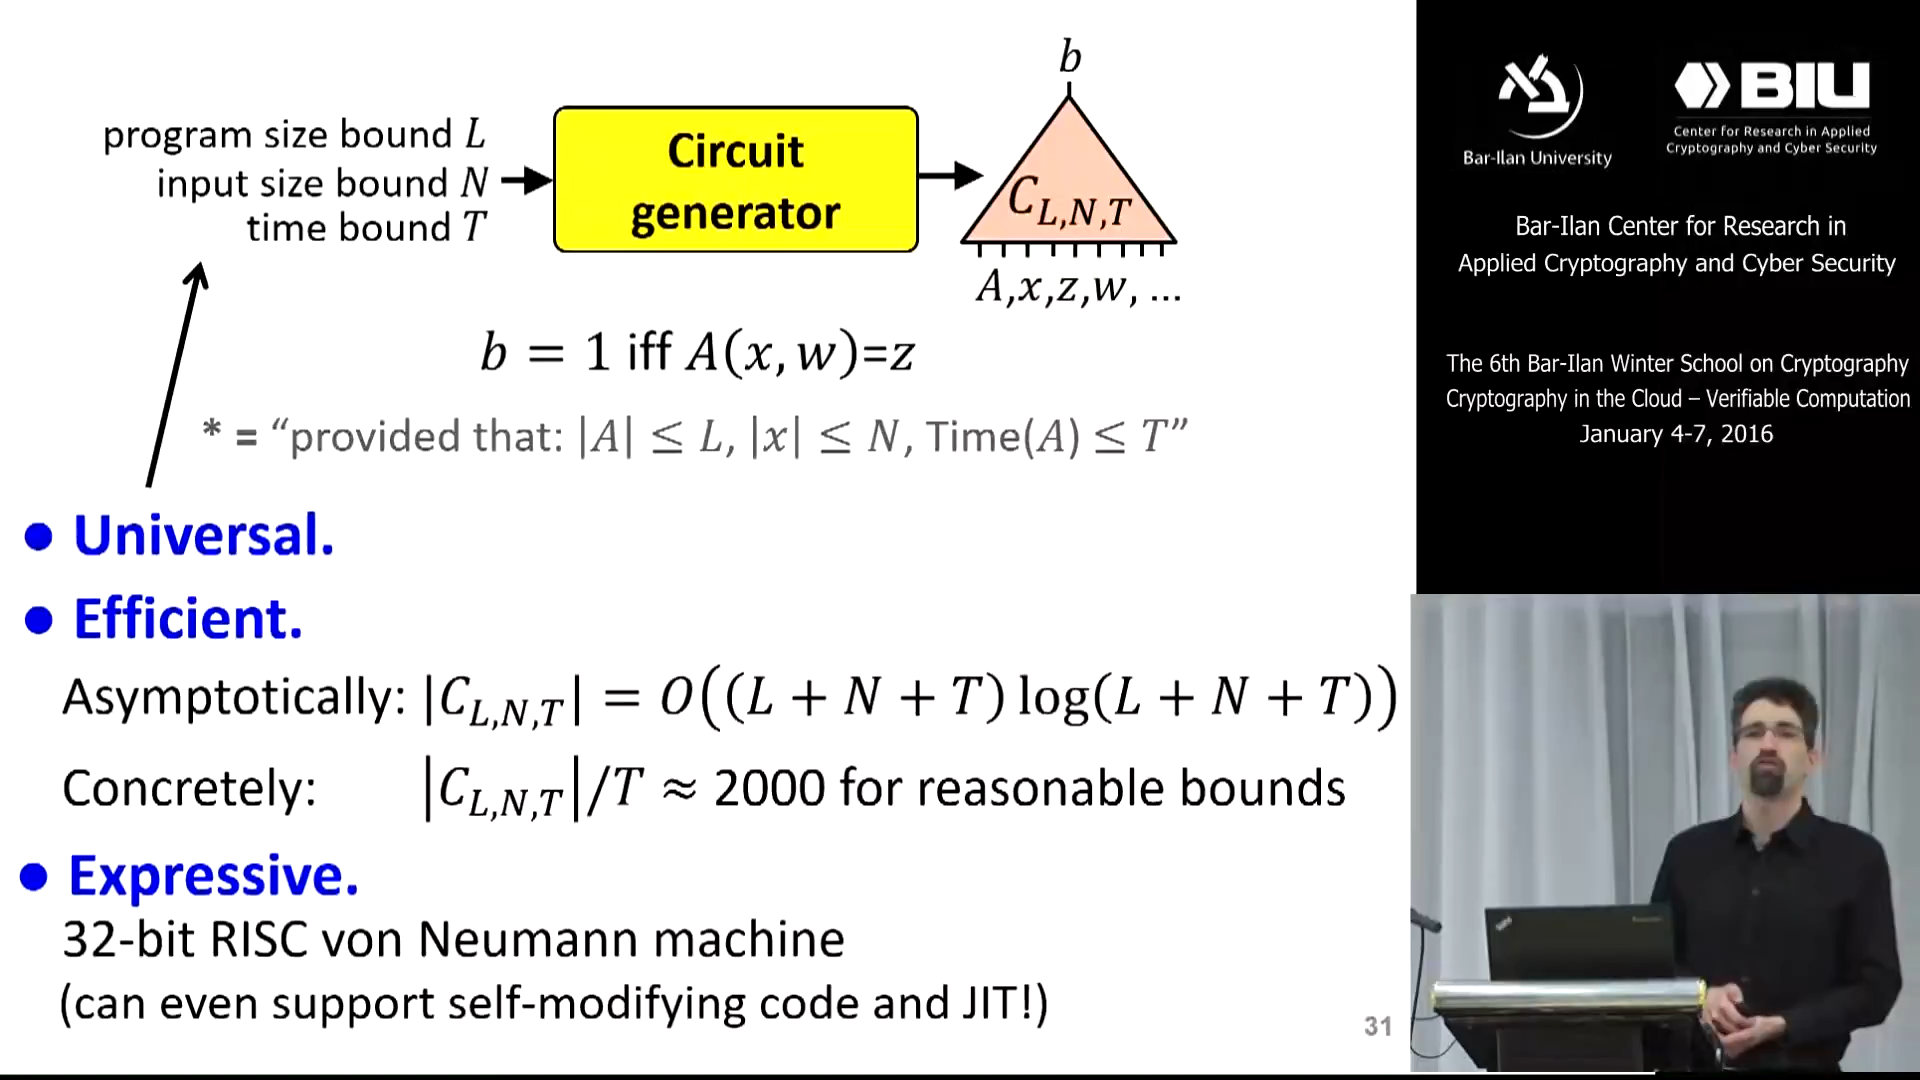 b
program size bound L
input size bound N
time bound T
Circuit
generator
C_{L,N,T}
A,x,z,w, ...
b = 1 iff A(x, w)=z
* = “provided that: |A| ≤ L, |x| ≤ N, Time(A) ≤ T”
● Universal.
● Efficient.
Asymptotically: |C_{L,N,T}| = O((L + N + T) log(L + N + T))
Concretely: |C_{L,N,T}|/T ≈ 2000 for reasonable bounds
● Expressive.
32-bit RISC von Neumann machine
(can even support self-modifying code and JIT!)
31
Bar-Ilan University
BIU
Center for Research in Applied
Cryptography and Cyber Security
Bar-Ilan Center for Research in
Applied Cryptography and Cyber Security
The 6th Bar-Ilan Winter School on Cryptography
Cryptography in the Cloud – Verifiable Computation
January 4-7, 2016